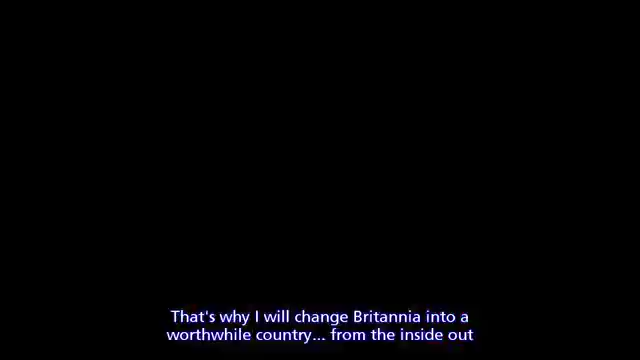 That's why I will change Britannia into a
worthwhile country... from the inside out